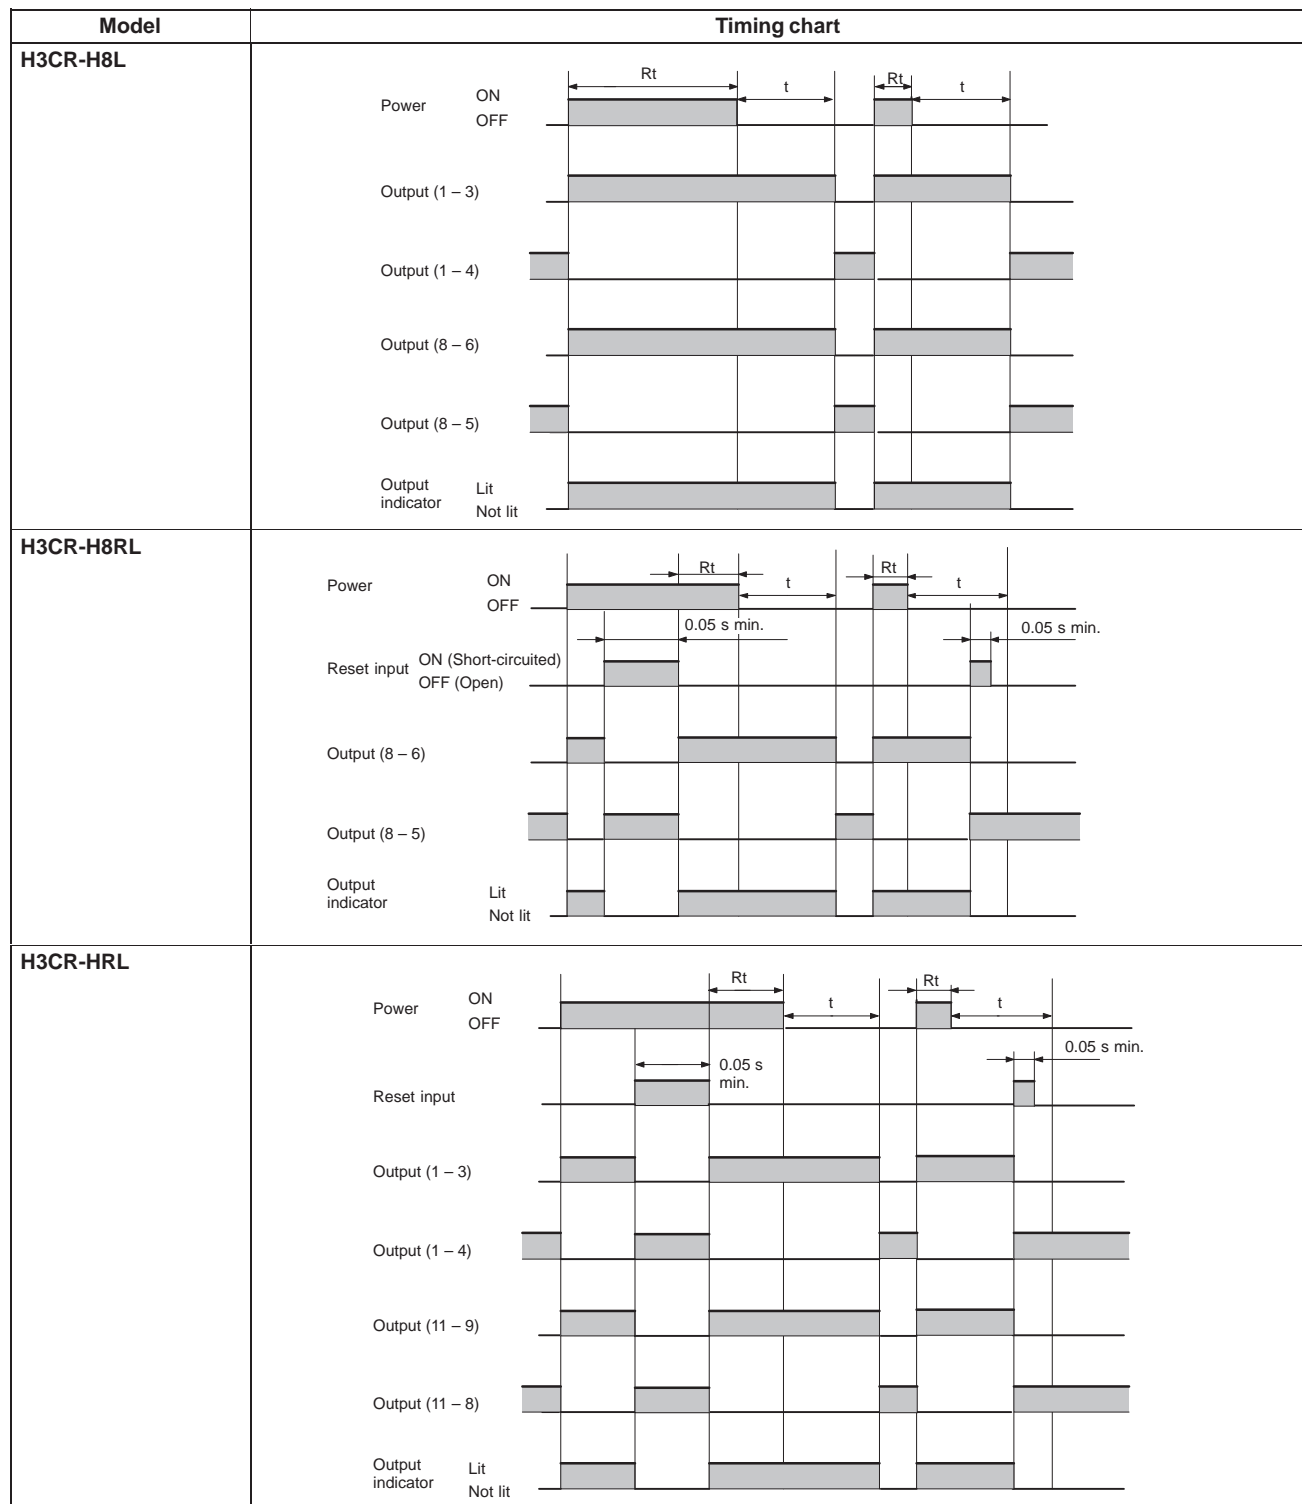 Model Timing chart
H3CR-H8L
Rt t Rt t
Power ON
OFF
Output (1 – 3)
Output (1 – 4)
Output (8 – 6)
Output (8 – 5)
Output
indicator
Lit
Not lit
H3CR-H8RL
Rt t Rt t
Power ON
OFF
0.05 s min. 0.05 s min.
Reset input ON (Short-circuited)
OFF (Open)
Output (8 – 6)
Output (8 – 5)
Output
indicator
Lit
Not lit
H3CR-HRL
Rt t Rt t
Power ON
OFF
0.05 s
min.
0.05 s min.
Reset input
Output (1 – 3)
Output (1 – 4)
Output (11 – 9)
Output (11 – 8)
Output
indicator
Lit
Not lit